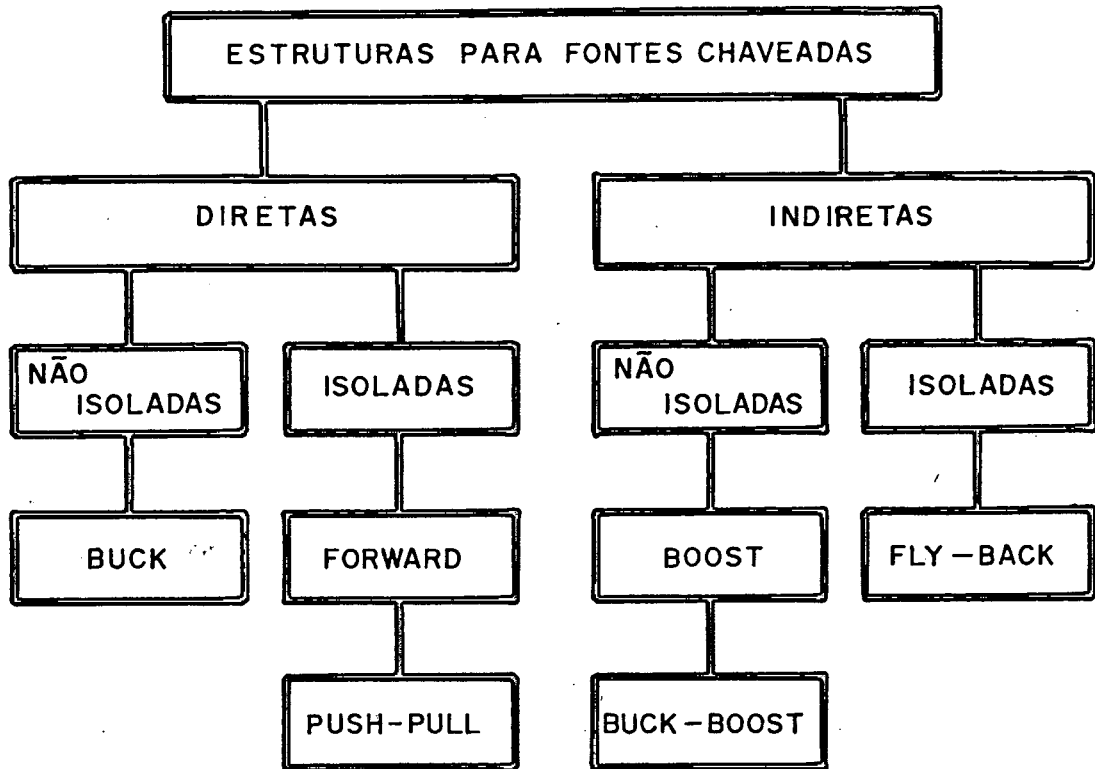 ESTRUTURAS PARA FONTES CHAVEADAS
DIRETAS
INDIRETAS
NÃO
ISOLADAS
ISOLADAS
NÃO
ISOLADAS
ISOLADAS
BUCK
FORWARD
BOOST
FLY-BACK
PUSH-PULL
BUCK-BOOST